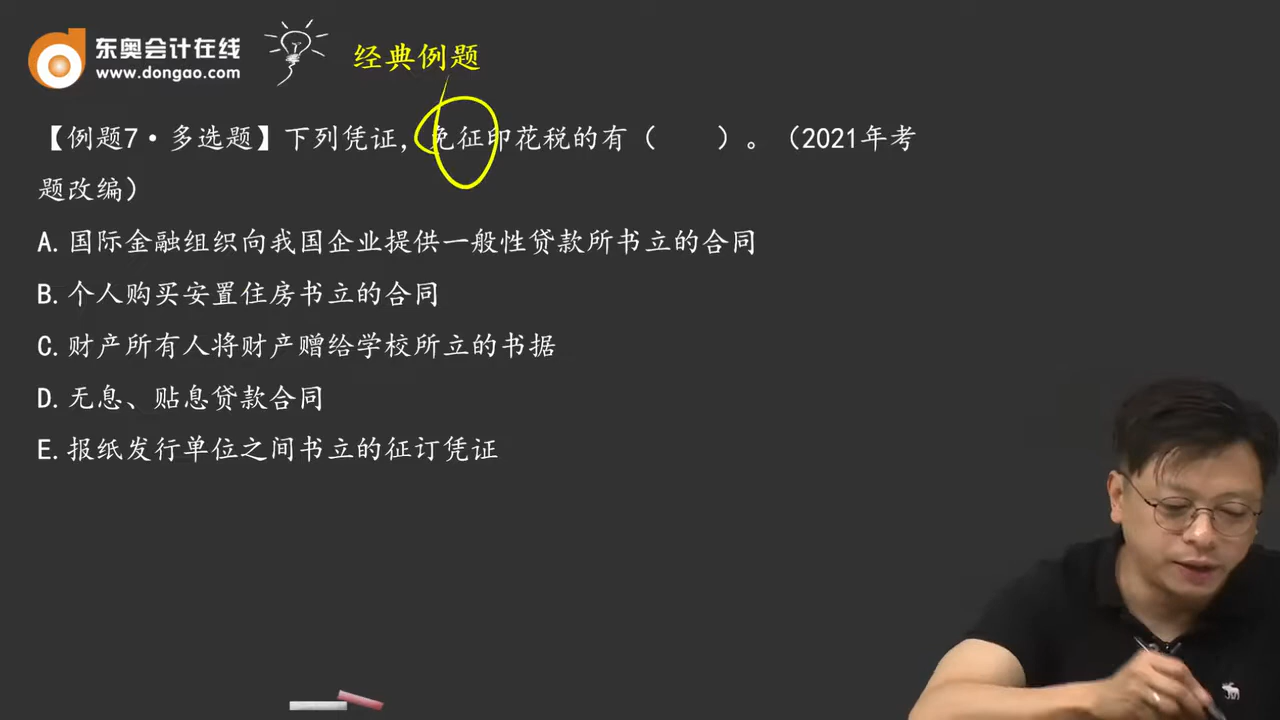 东奥会计在线
www.dongao.com
经典例题
【例题7·多选题】下列凭证，免征印花税的有（　　）。（2021年考
题改编）
A. 国际金融组织向我国企业提供一般性贷款所书立的合同
B. 个人购买安置住房书立的合同
C. 财产所有人将财产赠给学校所立的书据
D. 无息、贴息贷款合同
E. 报纸发行单位之间书立的征订凭证